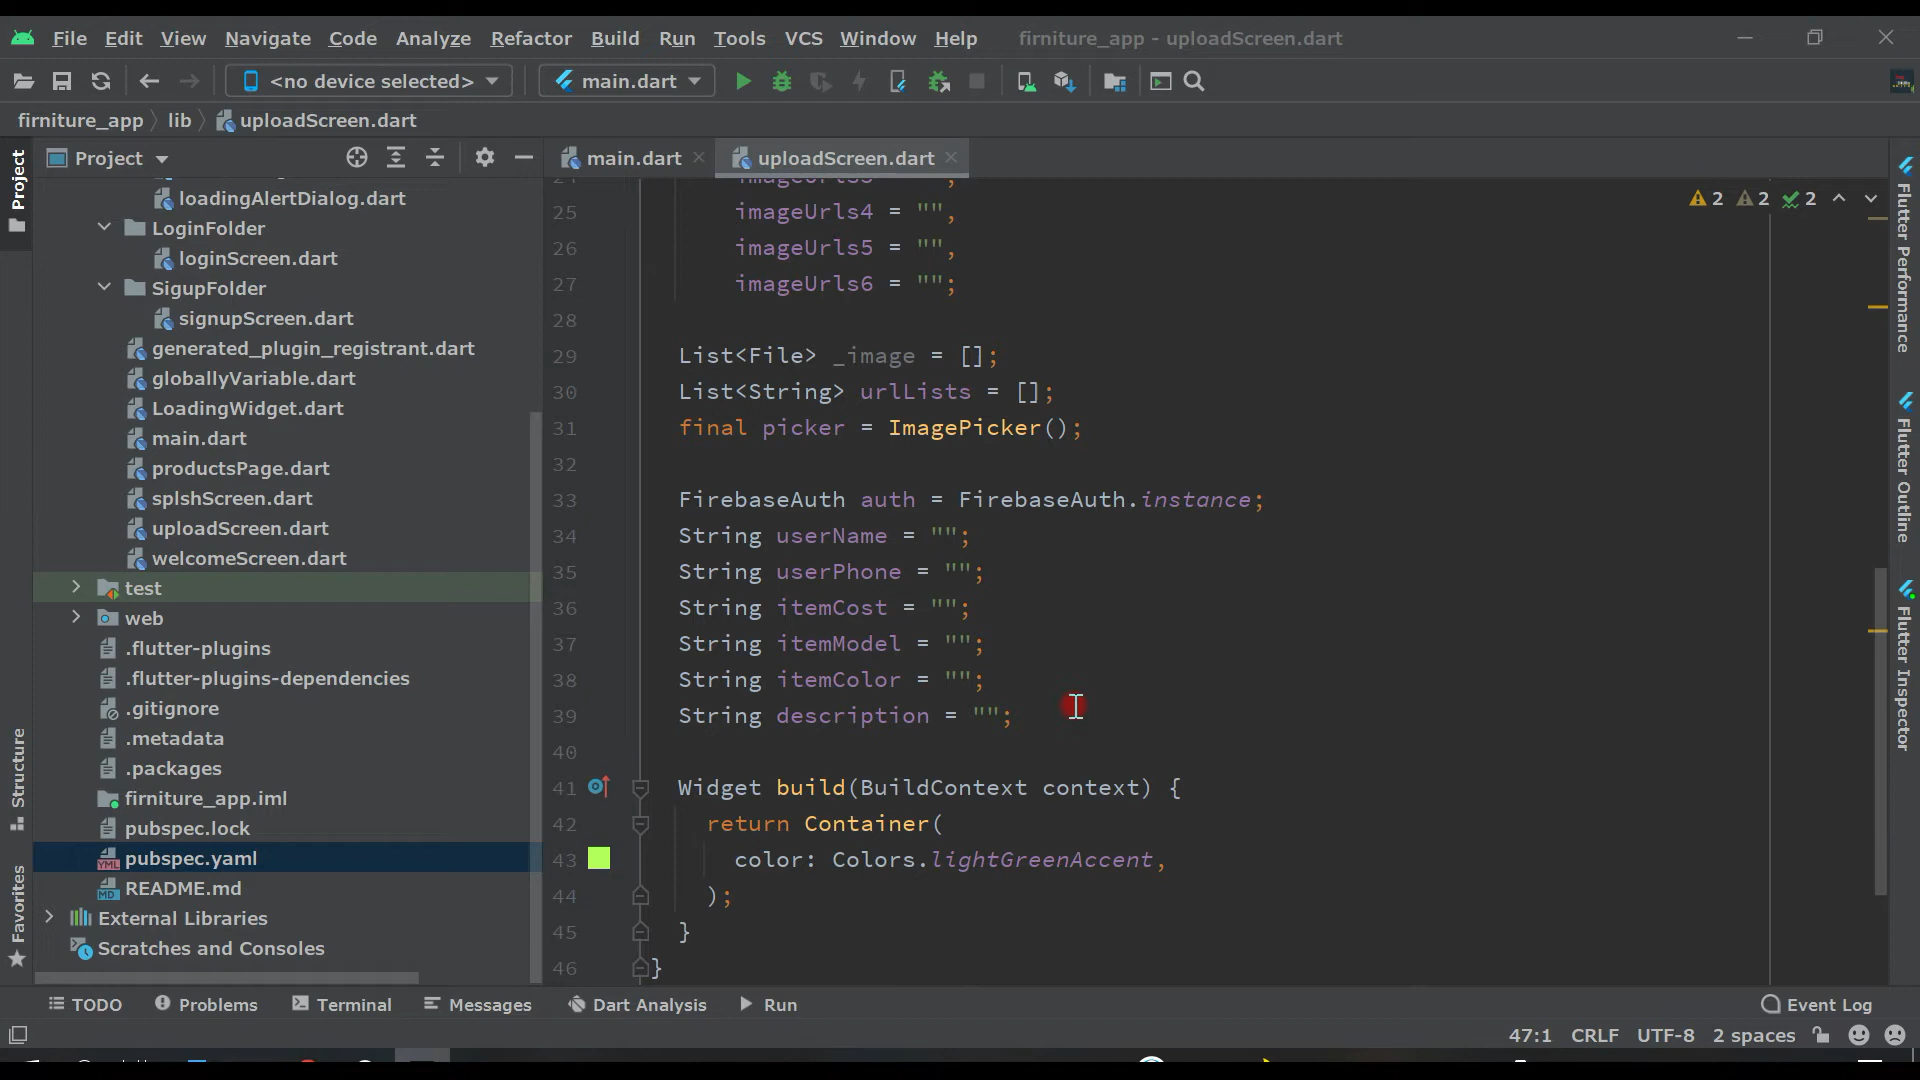 File Edit View Navigate Code Analyze Refactor Build Run Tools VCS Window Help firniture_app - uploadScreen.dart
<no device selected> main.dart
firniture_app lib uploadScreen.dart
Project
Project
main.dart uploadScreen.dart
loadingAlertDialog.dart
LoginFolder
loginScreen.dart
SigupFolder
signupScreen.dart
generated_plugin_registrant.dart
globallyVariable.dart
LoadingWidget.dart
main.dart
productsPage.dart
splshScreen.dart
uploadScreen.dart
welcomeScreen.dart
test
web
.flutter-plugins
.flutter-plugins-dependencies
.gitignore
.metadata
.packages
firniture_app.iml
pubspec.lock
pubspec.yaml
README.md
External Libraries
Scratches and Consoles
Structure
Favorites
2 2 2
25 imageUrls4 = "",
26 imageUrls5 = "",
27 imageUrls6 = "";
28
29 List<File> _image = [];
30 List<String> urlLists = [];
31 final picker = ImagePicker();
32
33 FirebaseAuth auth = FirebaseAuth.instance;
34 String userName = "";
35 String userPhone = "";
36 String itemCost = "";
37 String itemModel = "";
38 String itemColor = "";
39 String description = "";
40
41 Widget build(BuildContext context) {
42 return Container(
43 color: Colors.lightGreenAccent,
44 );
45 }
46 }
Flutter Performance
Flutter Outline
Flutter Inspector
TODO Problems Terminal Messages Dart Analysis Run Event Log
47:1 CRLF UTF-8 2 spaces